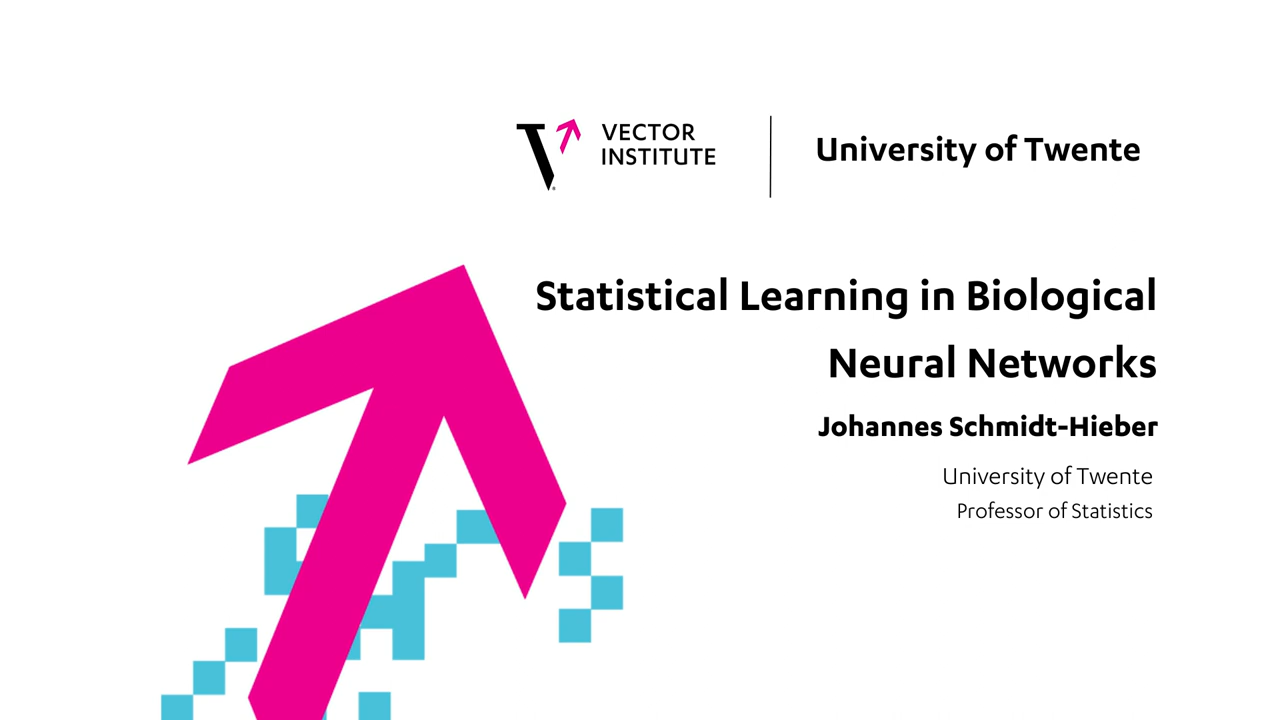 VECTOR
INSTITUTE
University of Twente
Statistical Learning in Biological
Neural Networks
Johannes Schmidt-Hieber
University of Twente
Professor of Statistics